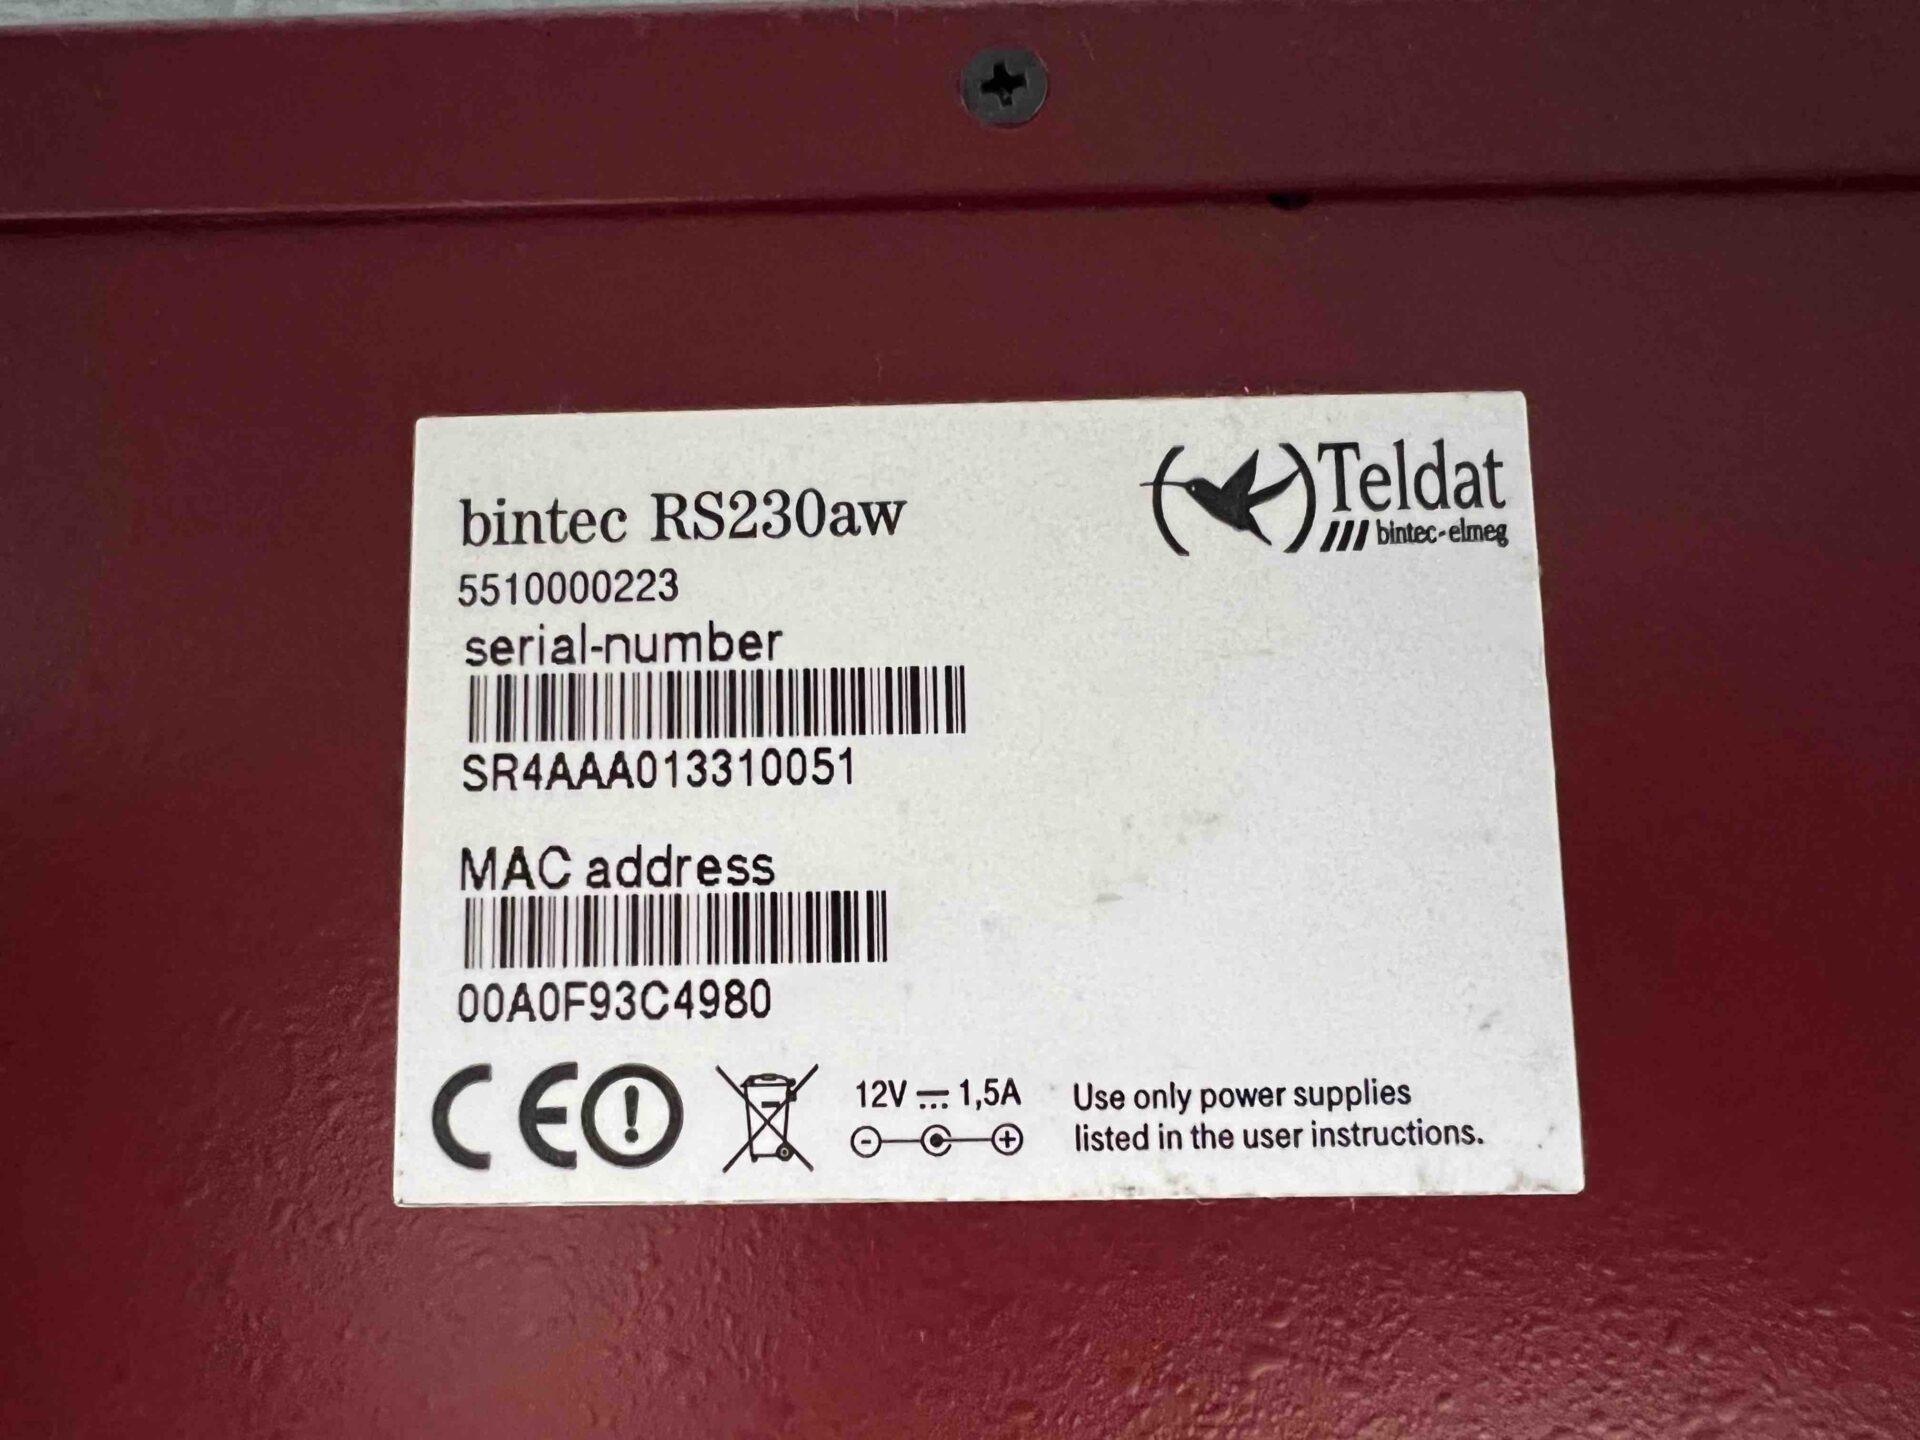 bintec RS230aw
Teldat
bintec-elmeg
5510000223
serial-number
SR4AAA013310051
MAC address
00A0F93C4980
CE
12V 1,5A
Use only power supplies
listed in the user instructions.